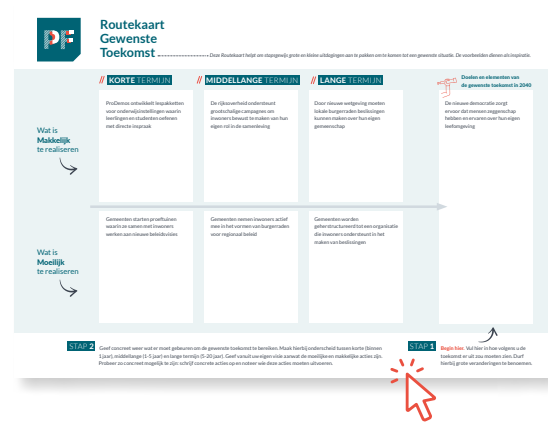 PF
Routekaart
Gewenste
Toekomst
Deze Routekaart helpt om stapsgewijs grote en kleine uitdagingen aan te pakken om te komen tot een gewenste situatie. De voorbeelden dienen als inspiratie.
// KORTE TERMIJN
// MIDDELLANGE TERMIJN
// LANGE TERMIJN
Doelen en elementen van
de gewenste toekomst in 2040
Wat is
Makkelijk
te realiseren
ProDemos ontwikkelt lespakketten
voor onderwijsinstellingen waarin
leerlingen en studenten oefenen
met directe inspraak
De rijksoverheid ondersteunt
grootschalige campagnes om
inwoners bewust te maken van hun
eigen rol in de samenleving
Door nieuwe wetgeving moeten
lokale burgerraden beslissingen
kunnen maken over hun eigen
gemeenschap
De nieuwe democratie zorgt
ervoor dat mensen zeggenschap
hebben en ervaren over hun eigen
leefomgeving
Wat is
Moeilijk
te realiseren
Gemeenten starten proeftuinen
waarin ze samen met inwoners
werken aan nieuwe beleidsvisies
Gemeenten nemen inwoners actief
mee in het vormen van burgerraden
voor regionaal beleid
Gemeenten worden
geherstructureerd tot een organisatie
die inwoners ondersteunt in het
maken van beslissingen
STAP 2
Geef concreet weer wat er moet gebeuren om de gewenste toekomst te bereiken. Maak hierbij onderscheid tussen korte (binnen
1 jaar), middellange (1-5 jaar) en lange termijn (5-20 jaar). Geef vanuit uw eigen visie aan wat de moeilijke en makkelijke acties zijn.
Probeer zo concreet mogelijk te zijn: schrijf concrete acties op en noteer wie deze acties moeten uitvoeren.
STAP 1
Begin hier. Vul hier in hoe volgens u de
toekomst er uit zou moeten zien. Durf
hierbij grote veranderingen te benoemen.